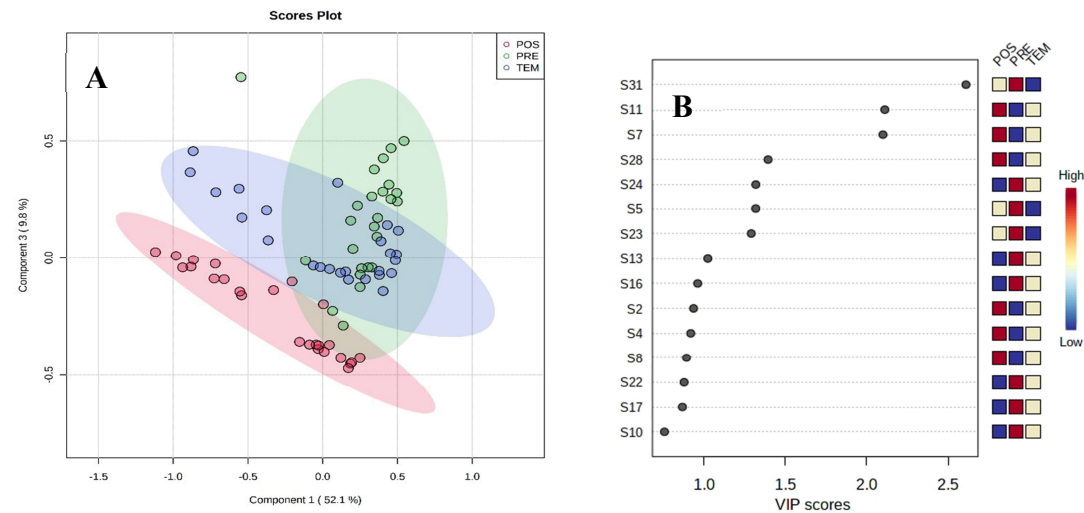 Scores Plot
A
POS
PRE
TEM
Component 3 ( 9.8 %)
0.5
0.0
-0.5
-1.5
-1.0
-0.5
0.0
0.5
1.0
Component 1 ( 52.1 %)
B
POS
PRE
TEM
S31
S11
S7
S28
S24
S5
S23
S13
S16
S2
S4
S8
S22
S17
S10
1.0
1.5
2.0
2.5
VIP scores
High
Low